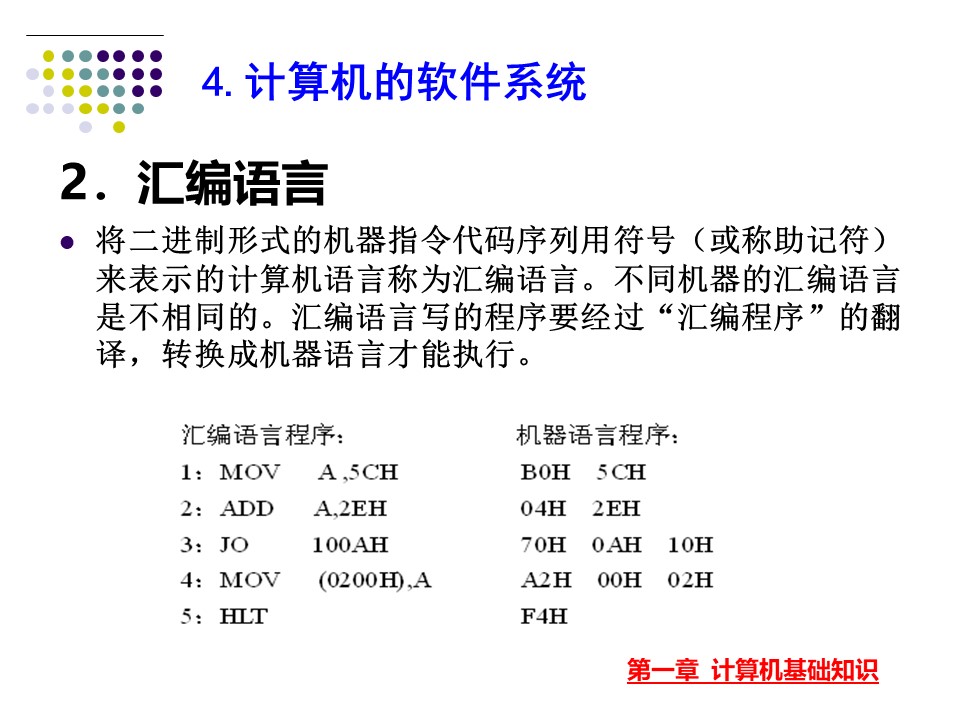 4.计算机的软件系统
2．汇编语言
将二进制形式的机器指令代码序列用符号（或称助记符）
来表示的计算机语言称为汇编语言。不同机器的汇编语言
是不相同的。汇编语言写的程序要经过“汇编程序”的翻
译，转换成机器语言才能执行。
汇编语言程序： 机器语言程序：
1：MOV A ,5CH B0H 5CH
2：ADD A,2EH 04H 2EH
3：JO 100AH 70H 0AH 10H
4：MOV (0200H),A A2H 00H 02H
5：HLT F4H
第一章 计算机基础知识